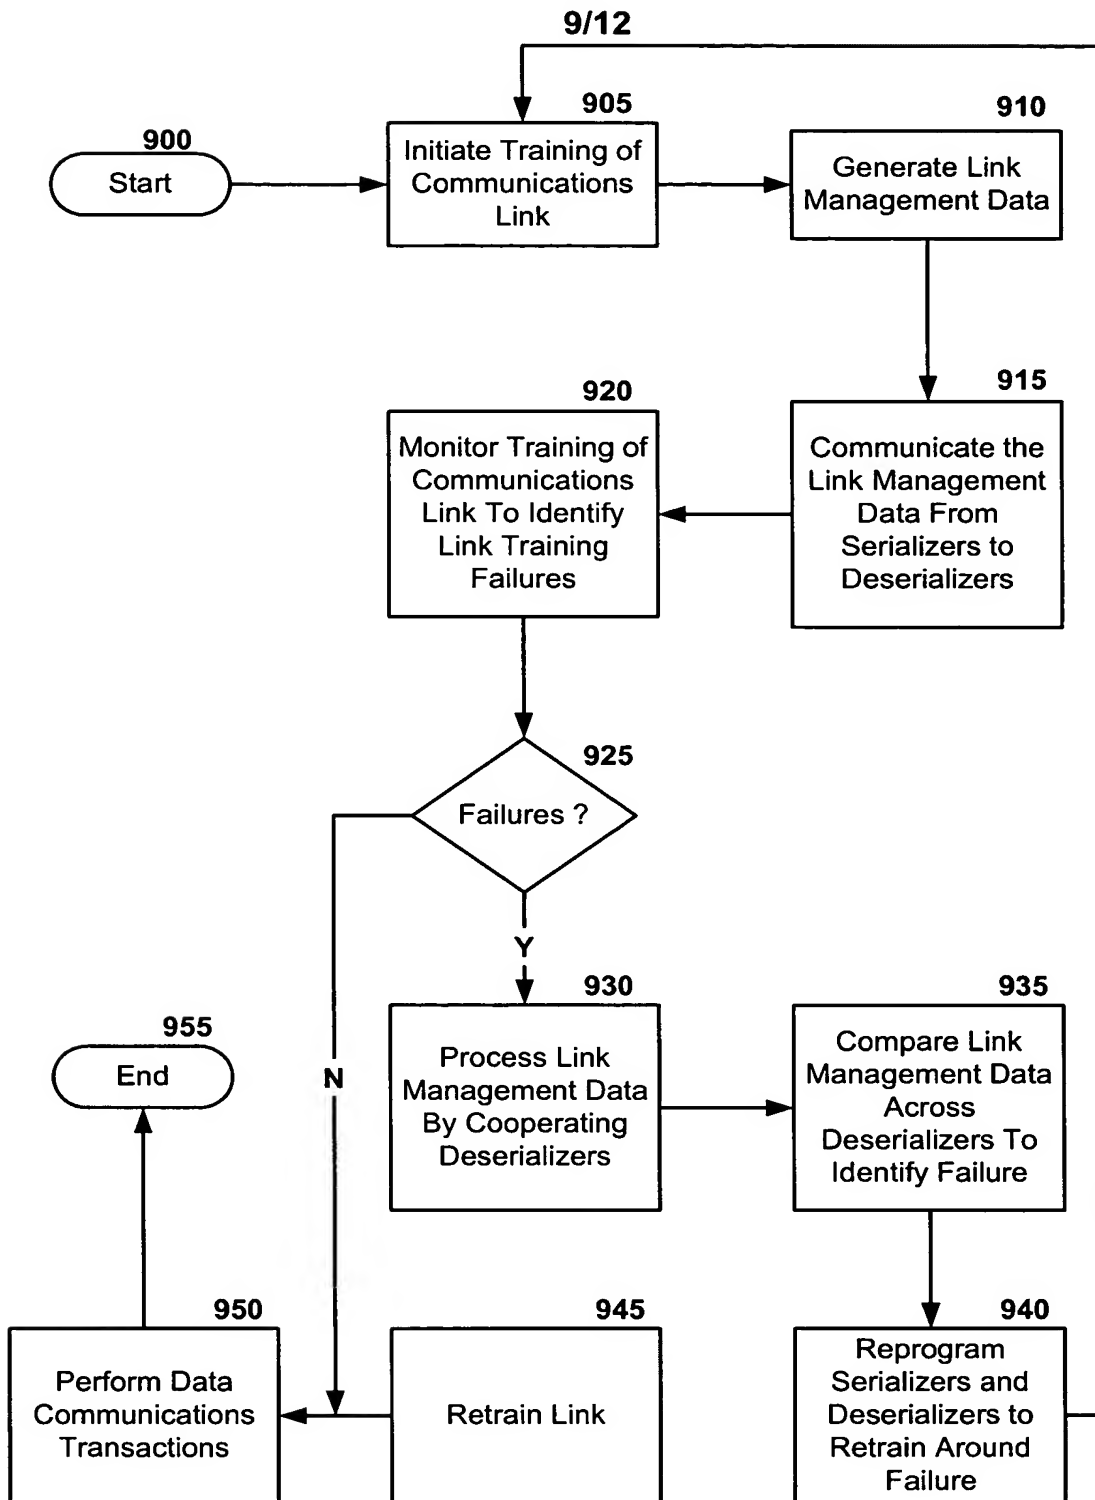 9/12
900
Start
905
Initiate Training of
Communications
Link
910
Generate Link
Management Data
915
Communicate the
Link Management
Data From
Serializers to
Deserializers
920
Monitor Training of
Communications
Link To Identify
Link Training
Failures
925
Failures ?
Y
N
930
Process Link
Management Data
By Cooperating
Deserializers
935
Compare Link
Management Data
Across
Deserializers To
Identify Failure
940
Reprogram
Serializers and
Deserializers to
Retrain Around
Failure
945
Retrain Link
950
Perform Data
Communications
Transactions
955
End